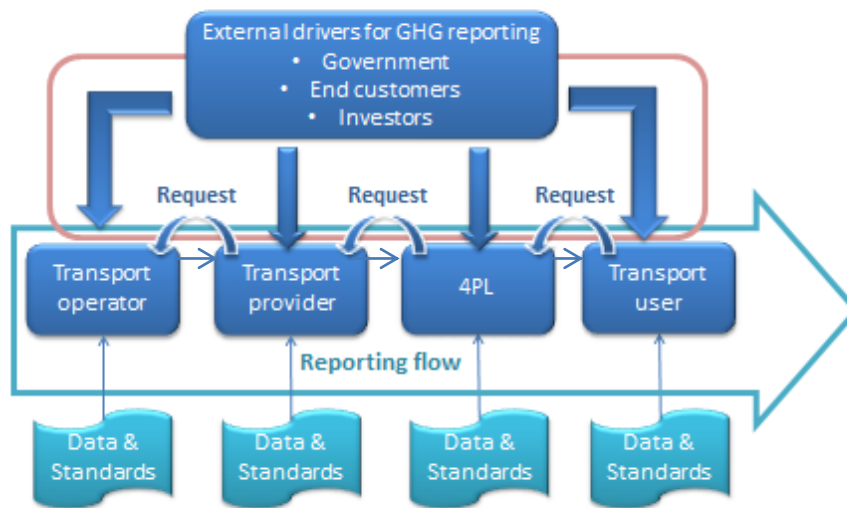 External drivers for GHG reporting
• Government
• End customers
• Investors
Request
Request
Request
Transport
operator
Transport
provider
4PL
Transport
user
Reporting flow
Data &
Standards
Data &
Standards
Data &
Standards
Data &
Standards